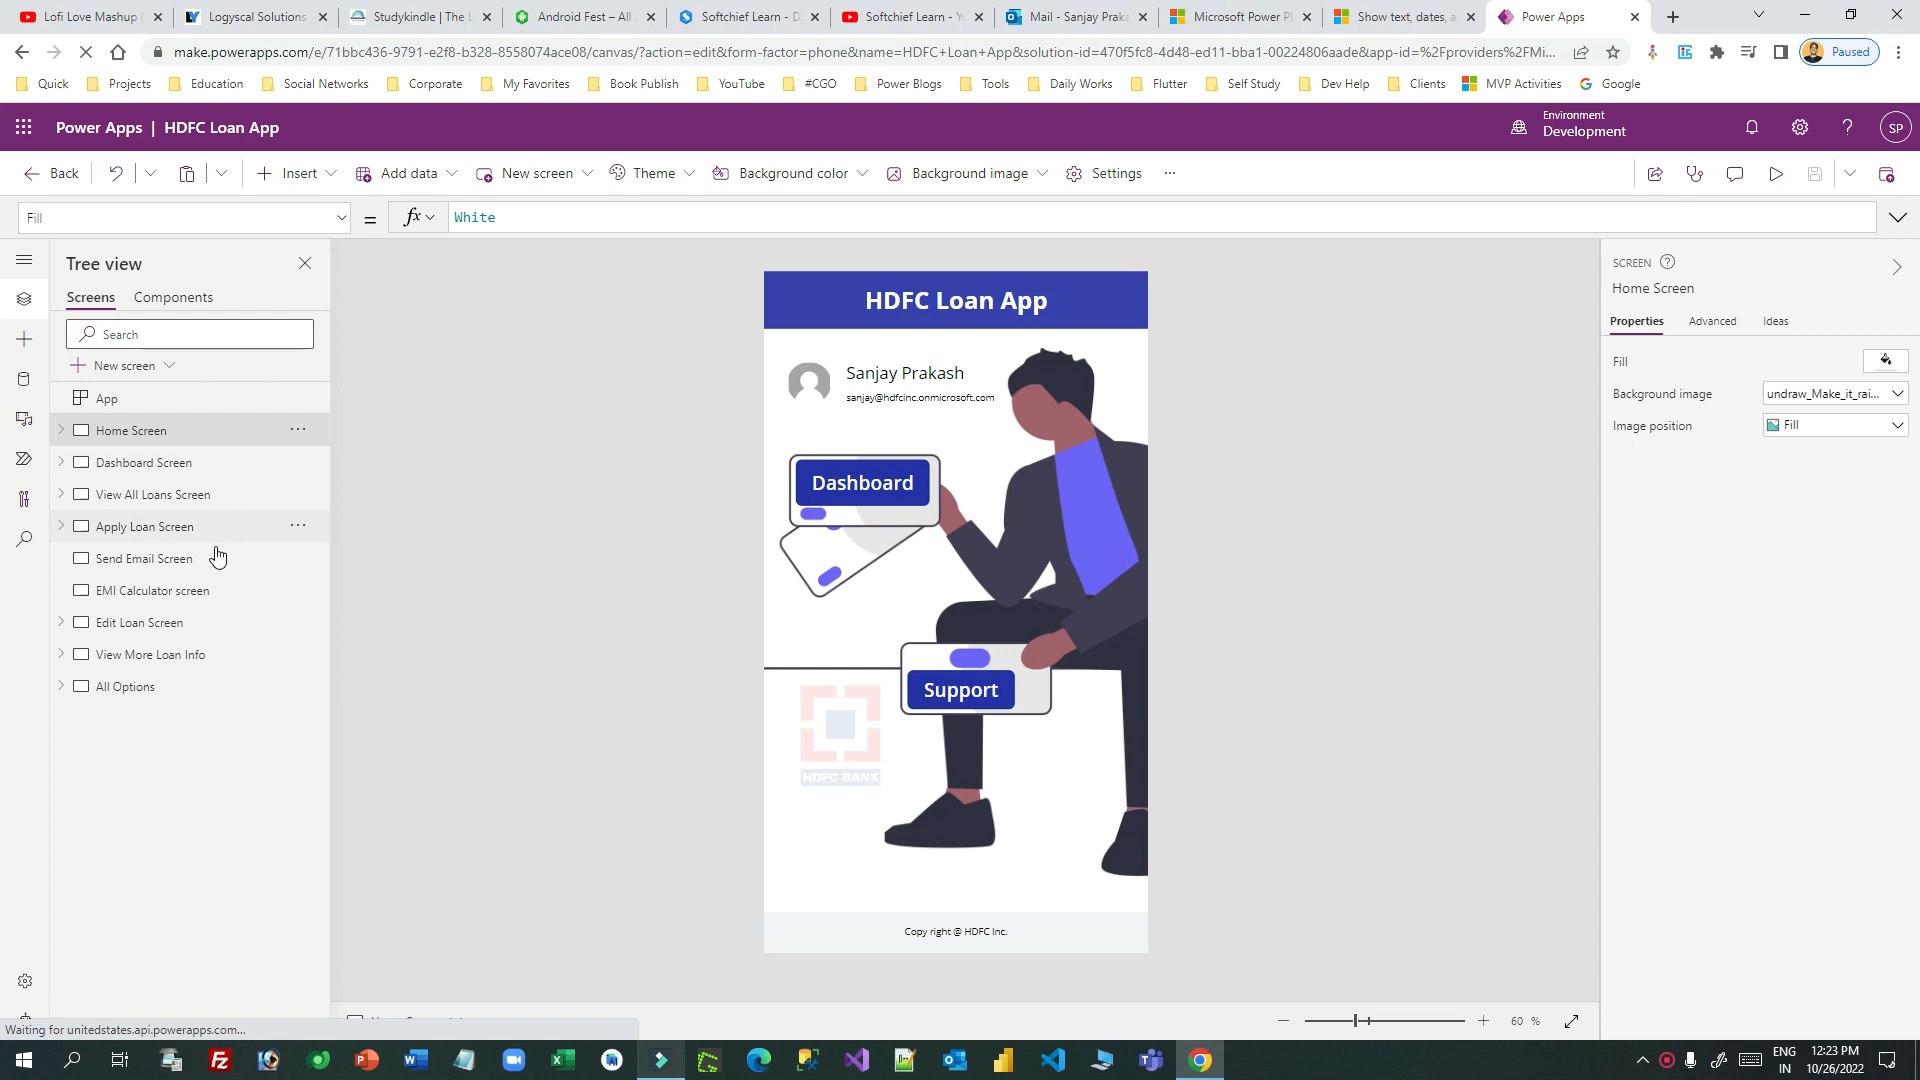 Lofi Love Mashup
Logyscal Solutions
Studykindle | The L
Android Fest – All
Softchief Learn - D
Softchief Learn - Yo
Mail - Sanjay Praka
Microsoft Power Pl
Show text, dates, a
Power Apps
make.powerapps.com/e/71bbc436-9791-e2f8-b328-8558074ace08/canvas/?action=edit&form-factor=phone&name=HDFC+Loan+App&solution-id=470f5fc8-4d48-ed11-bba1-00224806aade&app-id=%2Fproviders%2FMi...
Paused
Quick
Projects
Education
Social Networks
Corporate
My Favorites
Book Publish
YouTube
#CGO
Power Blogs
Tools
Daily Works
Flutter
Self Study
Dev Help
Clients
MVP Activities
Google
Power Apps | HDFC Loan App
Environment
Development
SP
Back
Insert
Add data
New screen
Theme
Background color
Background image
Settings
Fill
=
fx
White
Tree view
Screens
Components
Search
New screen
App
Home Screen
Dashboard Screen
View All Loans Screen
Apply Loan Screen
Send Email Screen
EMI Calculator screen
Edit Loan Screen
View More Loan Info
All Options
HDFC Loan App
Sanjay Prakash
sanjay@hdfcinc.onmicrosoft.com
Dashboard
Support
HDFC BANK
Copy right @ HDFC Inc.
SCREEN
Home Screen
Properties
Advanced
Ideas
Fill
Background image
undraw_Make_it_rai...
Image position
Fill
60 %
Waiting for unitedstates.api.powerapps.com...
ENG
IN
12:23 PM
10/26/2022